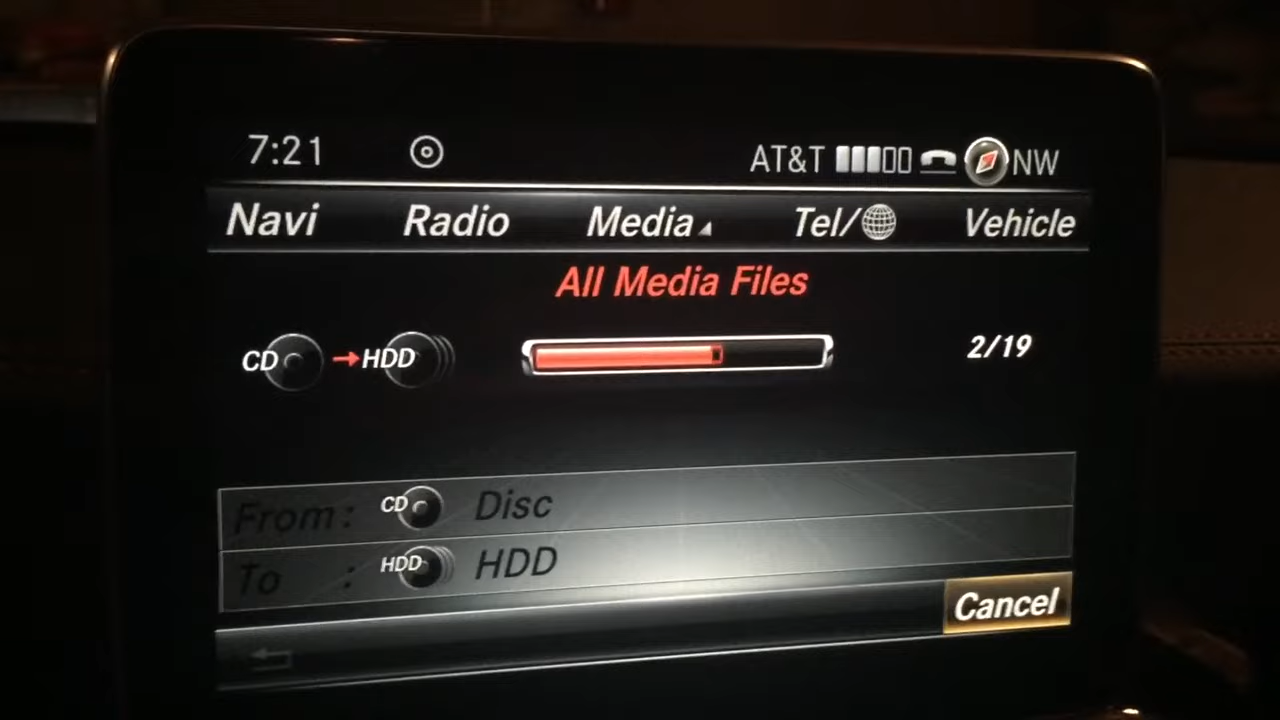 7:21 AT&T NW
Navi Radio Media Tel/ Vehicle
All Media Files
CD HDD 2/19
From: CD Disc
To : HDD HDD
Cancel